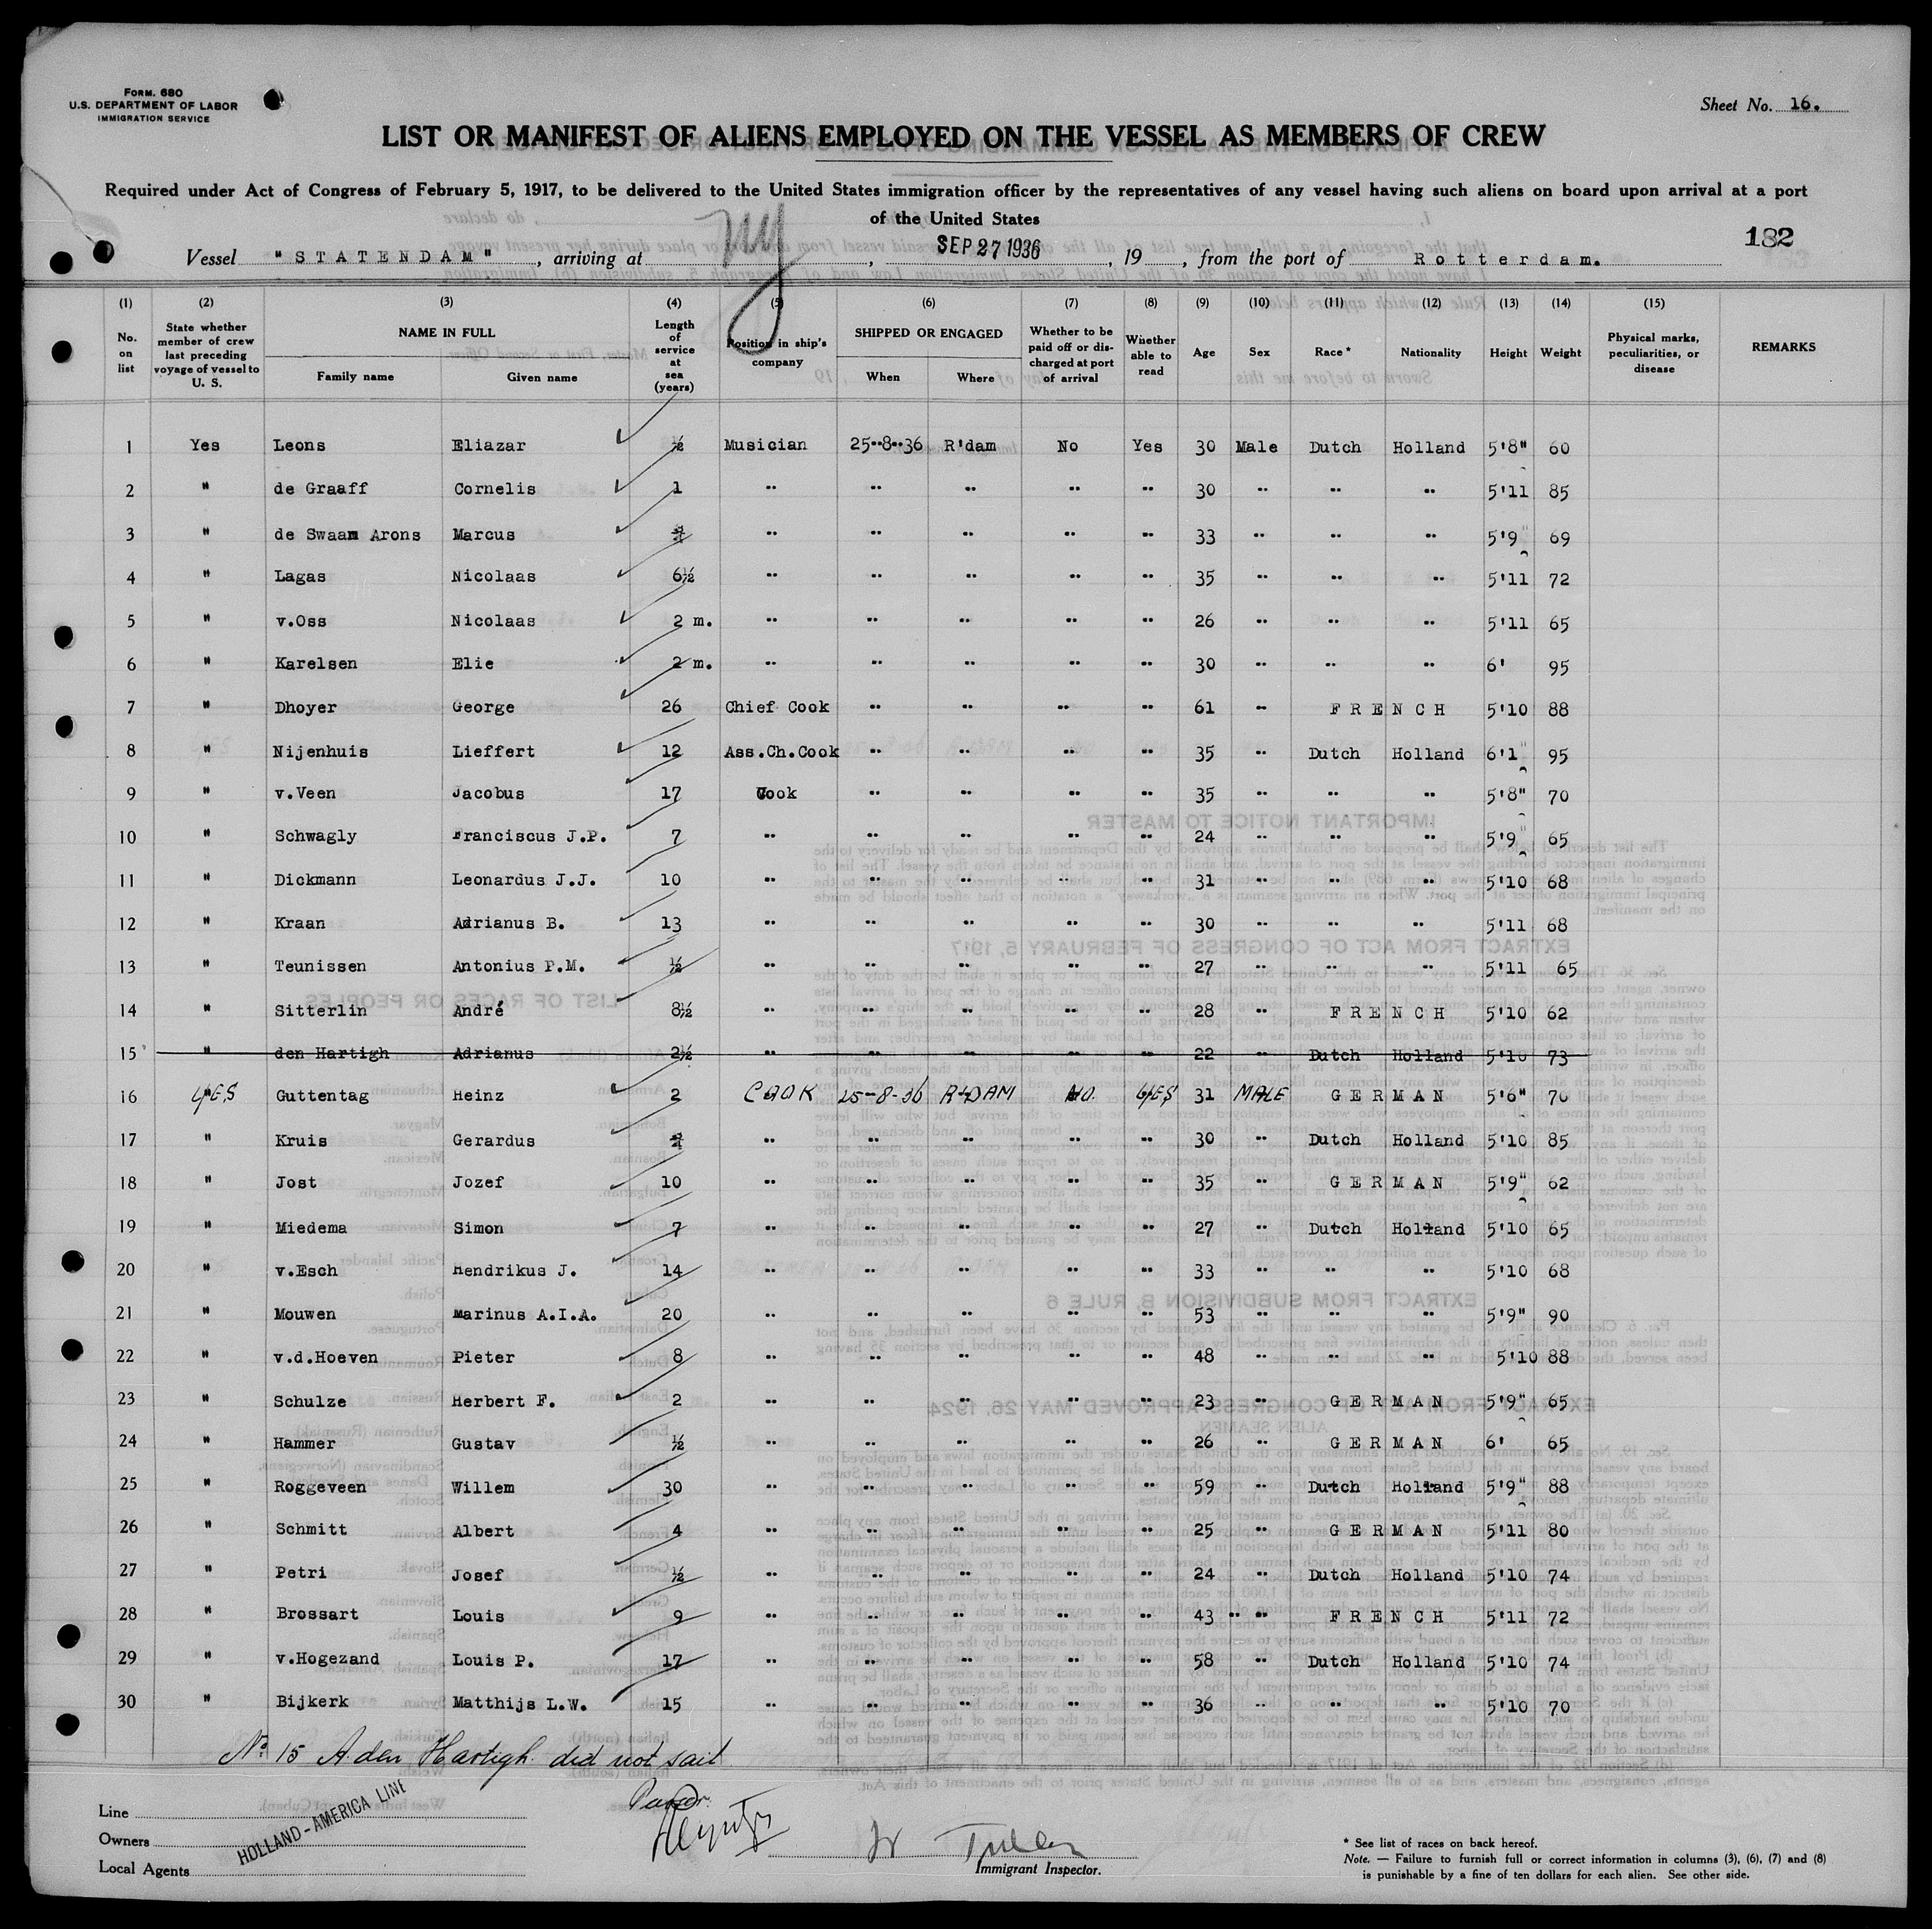 FORM. 680
U.S. DEPARTMENT OF LABOR
IMMIGRATION SERVICE
Sheet No. 16.
LIST OR MANIFEST OF ALIENS EMPLOYED ON THE VESSEL AS MEMBERS OF CREW
Required under Act of Congress of February 5, 1917, to be delivered to the United States immigration officer by the representatives of any vessel having such aliens on board upon arrival at a port
of the United States
182
Vessel "STATENDAM", arriving at NY, SEP 27 1936, 19 , from the port of Rotterdam.
(1) (2) (3) (4) (5) (6) (7) (8) (9) (10) (11) (12) (13) (14) (15)
No. on list State whether member of crew last preceding voyage of vessel to U. S. NAME IN FULL Family name Given name Length of service at sea (years) Position in ship's company SHIPPED OR ENGAGED When Where Whether to be paid off or discharged at port of arrival Whether able to read Age Sex Race* Nationality Height Weight Physical marks, peculiarities, or disease REMARKS
1 Yes Leons Eliazar ½ Musician 25-8-36 R'dam No Yes 30 Male Dutch Holland 5'8" 60
2 " de Graaff Cornelis 1 " " " " " 30 " " " 5'11 85
3 " de Swaan Arons Marcus ¾ " " " " " 33 " " " 5'9" 69
4 " Lagas Nicolaas 6½ " " " " " 35 " " " 5'11 72
5 " v.Oss Nicolaas 2 m. " " " " " 26 " " " 5'11 65
6 " Karelsen Elie 2 m. " " " " " 30 " " " 6' 95
7 " Dhoyer George 26 Chief Cook " " " " 61 " FRENCH 5'10 88
8 " Nijenhuis Lieffert 12 Ass.Ch.Cook " " " " 35 " Dutch Holland 6'1" 95
9 " v.Veen Jacobus 17 Cook " " " " 35 " " " 5'8" 70
10 " Schwagly Franciscus J.P. 7 " " " " " 24 " " " 5'9" 65
11 " Dickmann Leonardus J.J. 10 " " " " " 31 " " " 5'10 68
12 " Kraan Adrianus B. 13 " " " " " 30 " " " 5'11 68
13 " Teunissen Antonius P.M. ½ " " " " " 27 " " " 5'11 65
14 " Sitterlin André 8½ " " " " " 28 " FRENCH 5'10 62
15 " den Hartigh Adrianus 2½ " " " " " 22 " Dutch Holland 5'10 73
16 YES Guttentag Heinz 2 COOK 25-8-36 R'DAM NO. YES 31 MALE GERMAN 5'6" 70
17 " Kruis Gerardus ¾ " " " " " 30 " Dutch Holland 5'10 85
18 " Jost Jozef 10 " " " " " 35 " GERMAN 5'9" 62
19 " Miedema Simon 7 " " " " " 27 " Dutch Holland 5'10 65
20 " v.Esch Hendrikus J. 14 " " " " " 33 " " " 5'10 68
21 " Mouwen Marinus A.I.A. 20 " " " " " 53 " " " 5'9" 90
22 " v.d.Hoeven Pieter 8 " " " " " 48 " " " 5'10 88
23 " Schulze Herbert F. 2 " " " " " 23 " GERMAN 5'9" 65
24 " Hammer Gustav ½ " " " " " 26 " GERMAN 6' 65
25 " Roggeveen Willem 30 " " " " " 59 " Dutch Holland 5'9" 88
26 " Schmitt Albert 4 " " " " " 25 " GERMAN 5'11 80
27 " Petri Josef ½ " " " " " 24 " Dutch Holland 5'10 74
28 " Brossart Louis 9 " " " " " 43 " " FRENCH 5'11 72
29 " v.Hogezand Louis P. 17 " " " " " 58 " Dutch Holland 5'10 74
30 " Bijkerk Matthijs L.W. 15 " " " " " 36 " " " 5'10 70
No. 15 A den Hartigh did not sail
Line
Owners
Local Agents
HOLLAND-AMERICA LINE
Immigrant Inspector.
* See list of races on back hereof.
Note. — Failure to furnish full or correct information in columns (3), (6), (7) and (8)
is punishable by a fine of ten dollars for each alien. See other side.